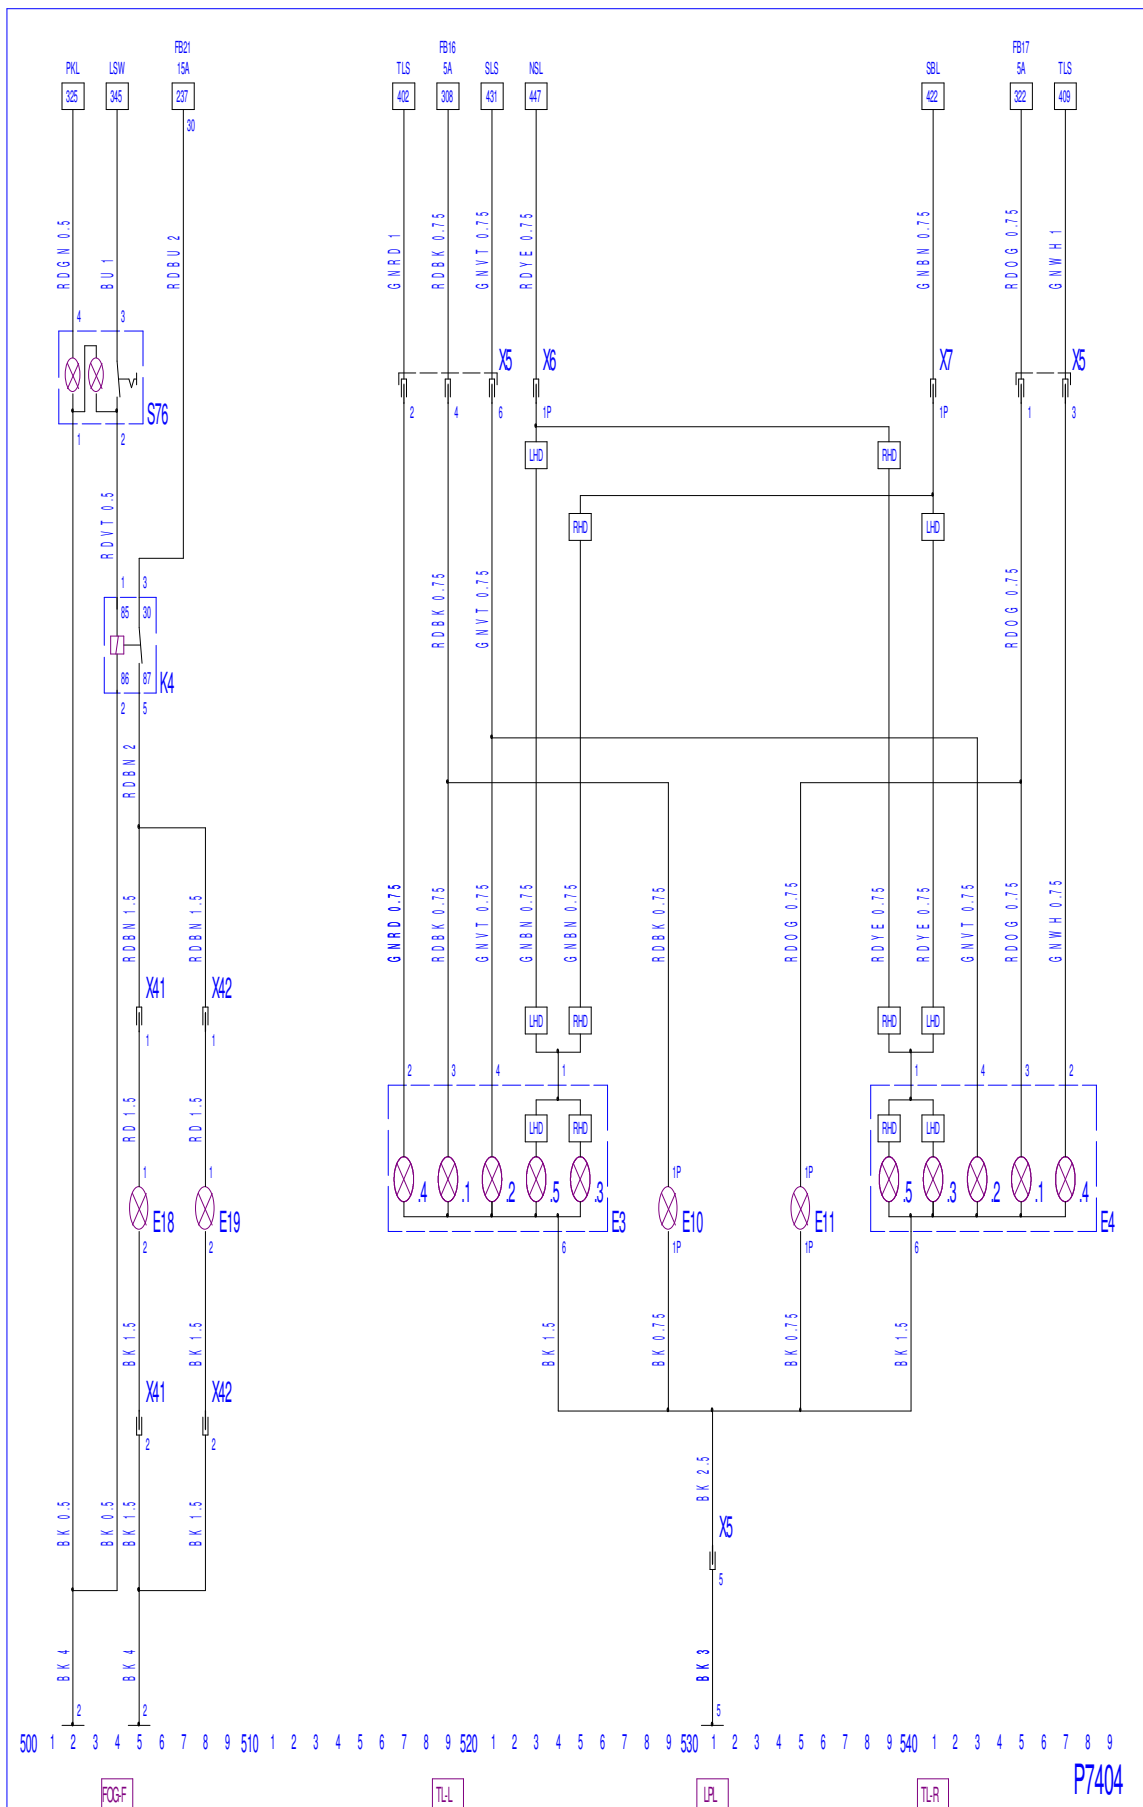 FB21
FB16
FB17
PKL LSW 15A TLS 5A SLS NSL SBL 5A TLS
325 345 237 402 308 431 447 422 322 409
30
RDGN 0.5 BU 1 RDBU 2 GNRD 1 RDBK 0.75 GNVT 0.75 RDYE 0.75 GNBN 0.75 RDOG 0.75 GNWH 1
4 3
X5 X6 X7 X5
S76
2 4 6 1P 1P 1 3
1 2
LHD RHD
RHD LHD
RDVT 0.5
1 3
85 30
RDBK 0.75 GNVT 0.75 RDOG 0.75
86 87 K4
2 5
RDBN 2
RDBN 1.5 RDBN 1.5 GNRD 0.75 RDBK 0.75 GNVT 0.75 GNBN 0.75 GNBN 0.75 RDBK 0.75 RDOG 0.75 RDYE 0.75 RDYE 0.75 GNVT 0.75 RDOG 0.75 GNWH 0.75
X41 X42
1 1
LHD RHD RHD LHD
2 3 4 1 1 4 3 2
RD 1.5 RD 1.5
LHD RHD RHD LHD
1 1 1P 1P
.4 .1 .2 .5 .3 .5 .3 .2 .1 .4
E18 E19 E3 E10 E11 E4
2 2 6 1P 1P 6
BK 1.5 BK 1.5 BK 1.5 BK 0.75 BK 0.75 BK 1.5
X41 X42
2 2
BK 2.5
BK 0.5 BK 0.5 BK 1.5 BK 1.5
X5
5
BK 4 BK 4 BK 3
2 2 5
500 1 2 3 4 5 6 7 8 9 510 1 2 3 4 5 6 7 8 9 520 1 2 3 4 5 6 7 8 9 530 1 2 3 4 5 6 7 8 9 540 1 2 3 4 5 6 7 8 9
P7404
FOG-F TL-L LPL TL-R